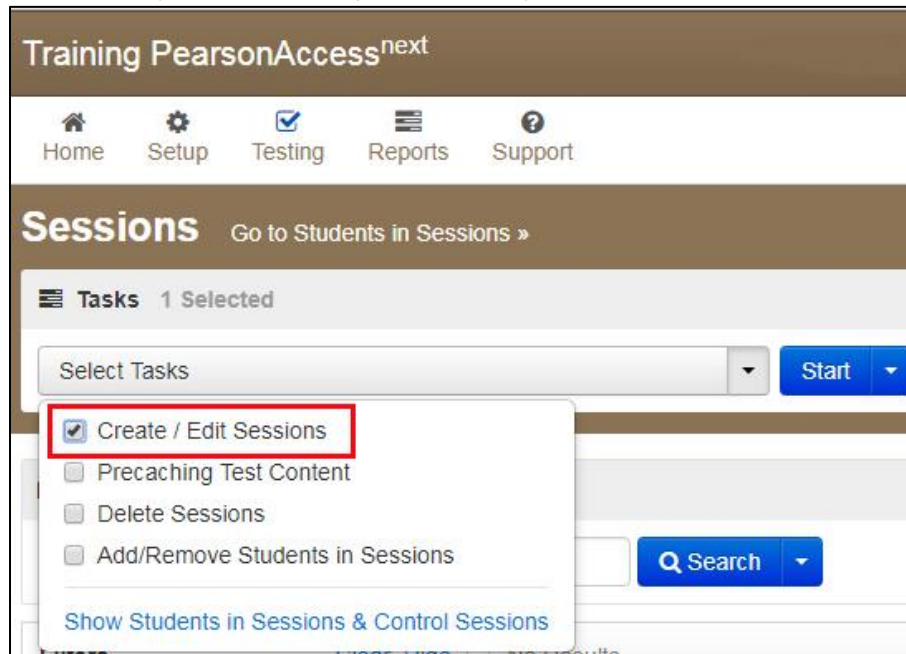 Training PearsonAccessnext
Home Setup Testing Reports Support
Sessions Go to Students in Sessions »
Tasks 1 Selected
Select Tasks Start
Create / Edit Sessions
Precaching Test Content
Delete Sessions
Add/Remove Students in Sessions
Search
Show Students in Sessions & Control Sessions